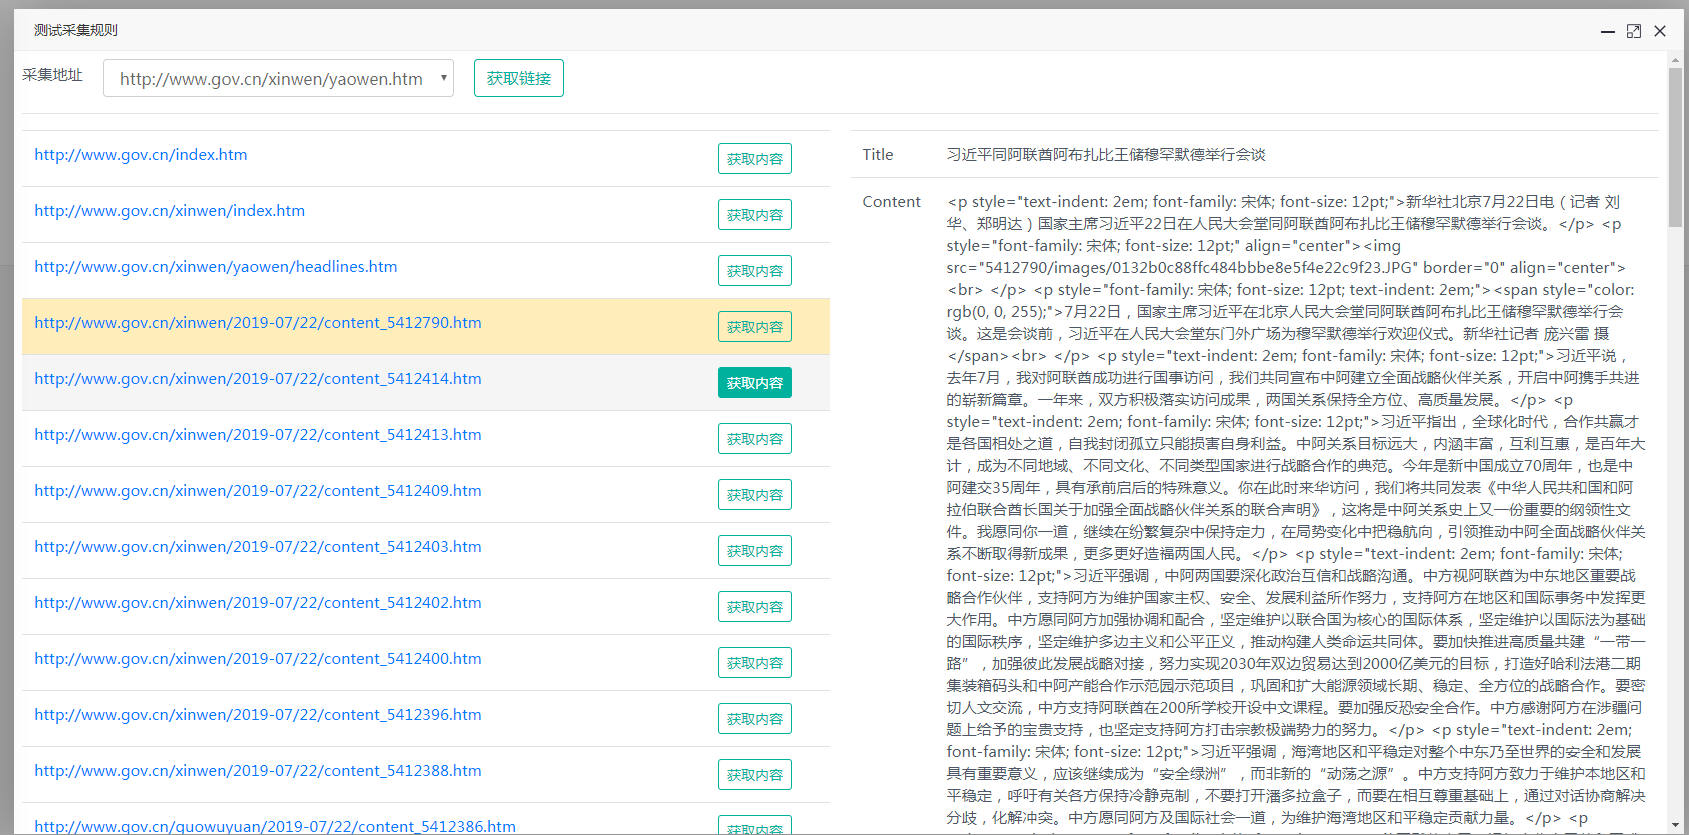 测试采集规则
采集地址
http://www.gov.cn/xinwen/yaowen.htm
获取链接
http://www.gov.cn/index.htm
获取内容
http://www.gov.cn/xinwen/index.htm
获取内容
http://www.gov.cn/xinwen/yaowen/headlines.htm
获取内容
http://www.gov.cn/xinwen/2019-07/22/content_5412790.htm
获取内容
http://www.gov.cn/xinwen/2019-07/22/content_5412414.htm
获取内容
http://www.gov.cn/xinwen/2019-07/22/content_5412413.htm
获取内容
http://www.gov.cn/xinwen/2019-07/22/content_5412409.htm
获取内容
http://www.gov.cn/xinwen/2019-07/22/content_5412403.htm
获取内容
http://www.gov.cn/xinwen/2019-07/22/content_5412402.htm
获取内容
http://www.gov.cn/xinwen/2019-07/22/content_5412400.htm
获取内容
http://www.gov.cn/xinwen/2019-07/22/content_5412396.htm
获取内容
http://www.gov.cn/xinwen/2019-07/22/content_5412388.htm
获取内容
http://www.gov.cn/guowuyuan/2019-07/22/content_5412386.htm
获取内容
Title
习近平同阿联酋阿布扎比王储穆罕默德举行会谈
Content
<p style="text-indent: 2em; font-family: 宋体; font-size: 12pt;">新华社北京7月22日电（记者 刘
华、郑明达）国家主席习近平22日在人民大会堂同阿联酋阿布扎比王储穆罕默德举行会谈。</p> <p
style="font-family: 宋体; font-size: 12pt;" align="center"><img
src="5412790/images/0132b0c88ffc484bbbe8e5f4e22c9f23.JPG" border="0" align="center">
<br> </p> <p style="font-family: 宋体; font-size: 12pt; text-indent: 2em;"><span style="color:
rgb(0, 0, 255);">7月22日，国家主席习近平在北京人民大会堂同阿联酋阿布扎比王储穆罕默德举行会
谈。这是会谈前，习近平在人民大会堂东门外广场为穆罕默德举行欢迎仪式。新华社记者 庞兴雷 摄
</span><br> </p> <p style="text-indent: 2em; font-family: 宋体; font-size: 12pt;">习近平说，
去年7月，我对阿联酋成功进行国事访问，我们共同宣布中阿建立全面战略伙伴关系，开启中阿携手共进
的崭新篇章。一年来，双方积极落实访问成果，两国关系保持全方位、高质量发展。</p> <p
style="text-indent: 2em; font-family: 宋体; font-size: 12pt;">习近平指出，全球化时代，合作共赢才
是各国相处之道，自我封闭孤立只能损害自身利益。中阿关系目标远大，内涵丰富，互利互惠，是百年大
计，成为不同地域、不同文化、不同类型国家进行战略合作的典范。今年是新中国成立70周年，也是中
阿建交35周年，具有承前启后的特殊意义。你在此时来华访问，我们将共同发表《中华人民共和国和阿
拉伯联合酋长国关于加强全面战略伙伴关系的联合声明》，这将是中阿关系史上又一份重要的纲领性文
件。我愿同你一道，继续在纷繁复杂中保持定力，在局势变化中把稳航向，引领推动中阿全面战略伙伴关
系不断取得新成果，更多更好造福两国人民。</p> <p style="text-indent: 2em; font-family: 宋体;
font-size: 12pt;">习近平强调，中阿两国要深化政治互信和战略沟通。中方视阿联酋为中东地区重要战
略合作伙伴，支持阿方为维护国家主权、安全、发展利益所作努力，支持阿方在地区和国际事务中发挥更
大作用。中方愿同阿方加强协调和配合，坚定维护以联合国为核心的国际体系，坚定维护以国际法为基础
的国际秩序，坚定维护多边主义和公平正义，推动构建人类命运共同体。要加快推进高质量共建“一带一
路”，加强彼此发展战略对接，努力实现2030年双边贸易达到2000亿美元的目标，打造好哈利法港二期
集装箱码头和中阿产能合作示范园示范项目，巩固和扩大能源领域长期、稳定、全方位的战略合作。要密
切人文交流，中方支持阿联酋在200所学校开设中文课程。要加强反恐安全合作。中方感谢阿方在涉疆问
题上给予的宝贵支持，也坚定支持阿方打击宗教极端势力的努力。</p> <p style="text-indent: 2em;
font-family: 宋体; font-size: 12pt;">习近平强调，海湾地区和平稳定对整个中东乃至世界的安全和发展
具有重要意义，应该继续成为“安全绿洲”，而非新的“动荡之源”。中方支持阿方致力于维护本地区和
平稳定，呼吁有关各方保持冷静克制，不要打开潘多拉盒子，而要在相互尊重基础上，通过对话协商解决
分歧，化解冲突。中方愿同阿方及国际社会一道，为维护海湾地区和平稳定贡献力量。</p> <p